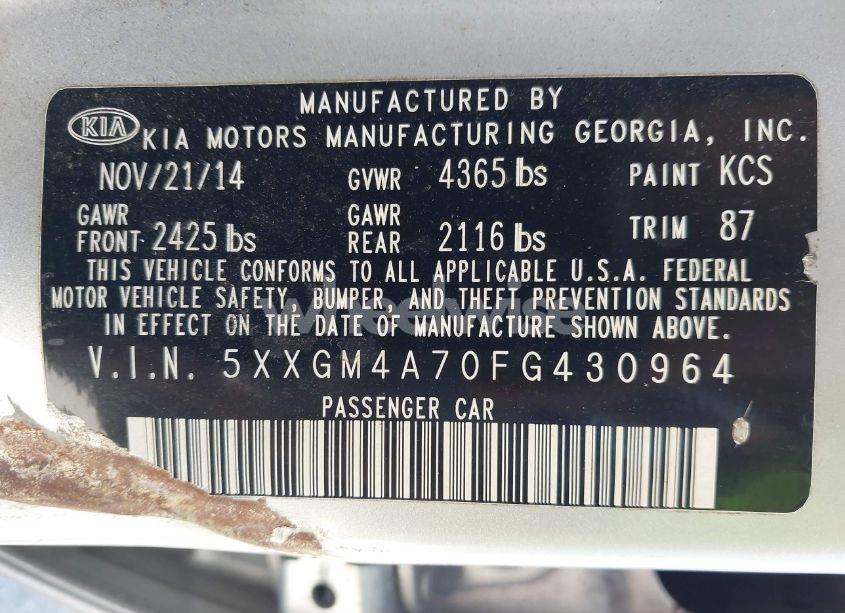 MANUFACTURED BY
KIA KIA MOTORS MANUFACTURING GEORGIA, INC.
NOV/21/14 GVWR 4365 lbs PAINT KCS
GAWR FRONT 2425 lbs GAWR REAR 2116 lbs TRIM 87
THIS VEHICLE CONFORMS TO ALL APPLICABLE U.S.A. FEDERAL
MOTOR VEHICLE SAFETY, BUMPER, AND THEFT PREVENTION STANDARDS
IN EFFECT ON THE DATE OF MANUFACTURE SHOWN ABOVE.
wheelwise
V.I.N. 5XXGM4A70FG430964
PASSENGER CAR